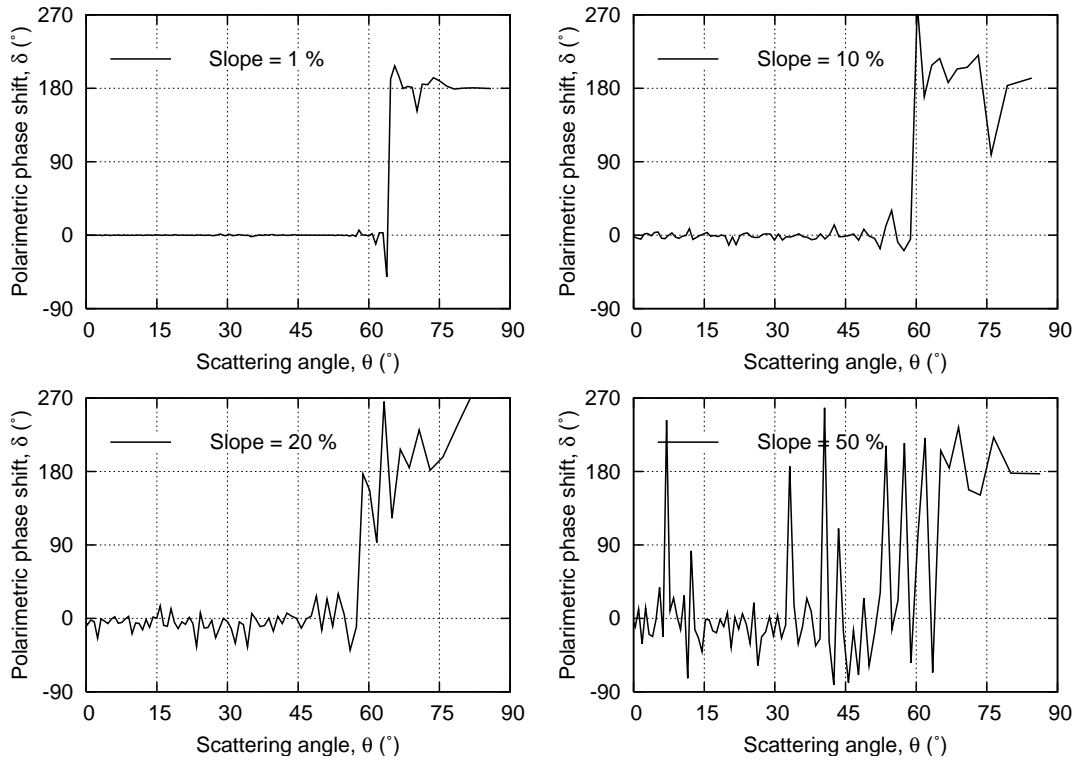 Polarimetric phase shift, δ (°)
270
180
90
0
-90
Slope = 1 %
0 15 30 45 60 75 90
Scattering angle, θ (°)
Polarimetric phase shift, δ (°)
270
180
90
0
-90
Slope = 10 %
0 15 30 45 60 75 90
Scattering angle, θ (°)
Polarimetric phase shift, δ (°)
270
180
90
0
-90
Slope = 20 %
0 15 30 45 60 75 90
Scattering angle, θ (°)
Polarimetric phase shift, δ (°)
270
180
90
0
-90
Slope = 50 %
0 15 30 45 60 75 90
Scattering angle, θ (°)